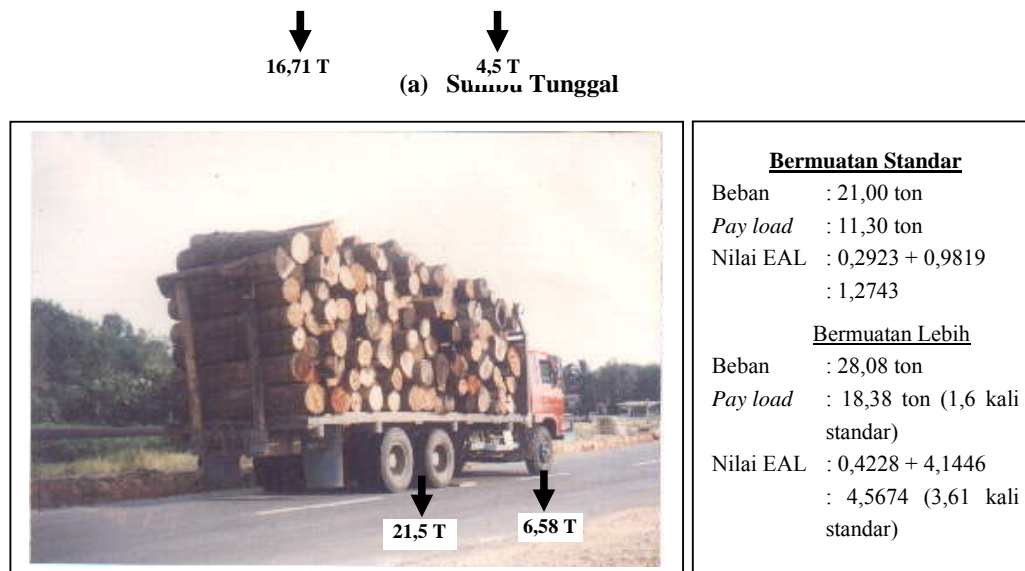 16,71 T 4,5 T
(a) Sumbu Tunggal
21,5 T 6,58 T
Bermuatan Standar
Beban : 21,00 ton
Pay load : 11,30 ton
Nilai EAL : 0,2923 + 0,9819
: 1,2743
Bermuatan Lebih
Beban : 28,08 ton
Pay load : 18,38 ton (1,6 kali
standar)
Nilai EAL : 0,4228 + 4,1446
: 4,5674 (3,61 kali
standar)